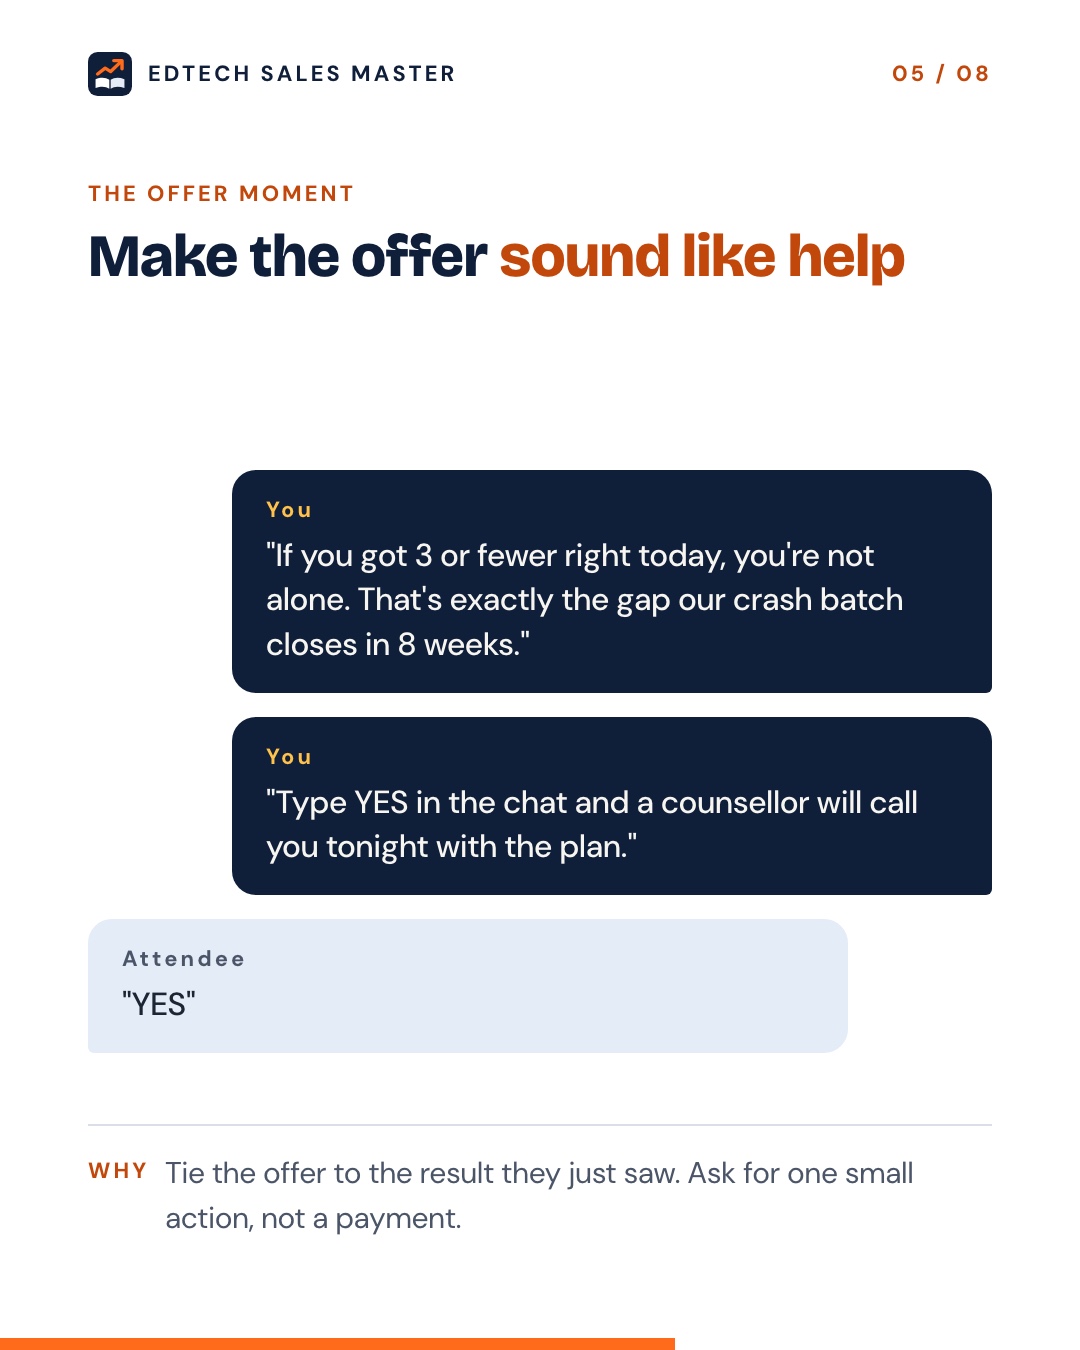 EDTECH SALES MASTER
05 / 08
THE OFFER MOMENT
Make the offer sound like help
You
"If you got 3 or fewer right today, you're not
alone. That's exactly the gap our crash batch
closes in 8 weeks."
You
"Type YES in the chat and a counsellor will call
you tonight with the plan."
Attendee
"YES"
WHY Tie the offer to the result they just saw. Ask for one small
action, not a payment.